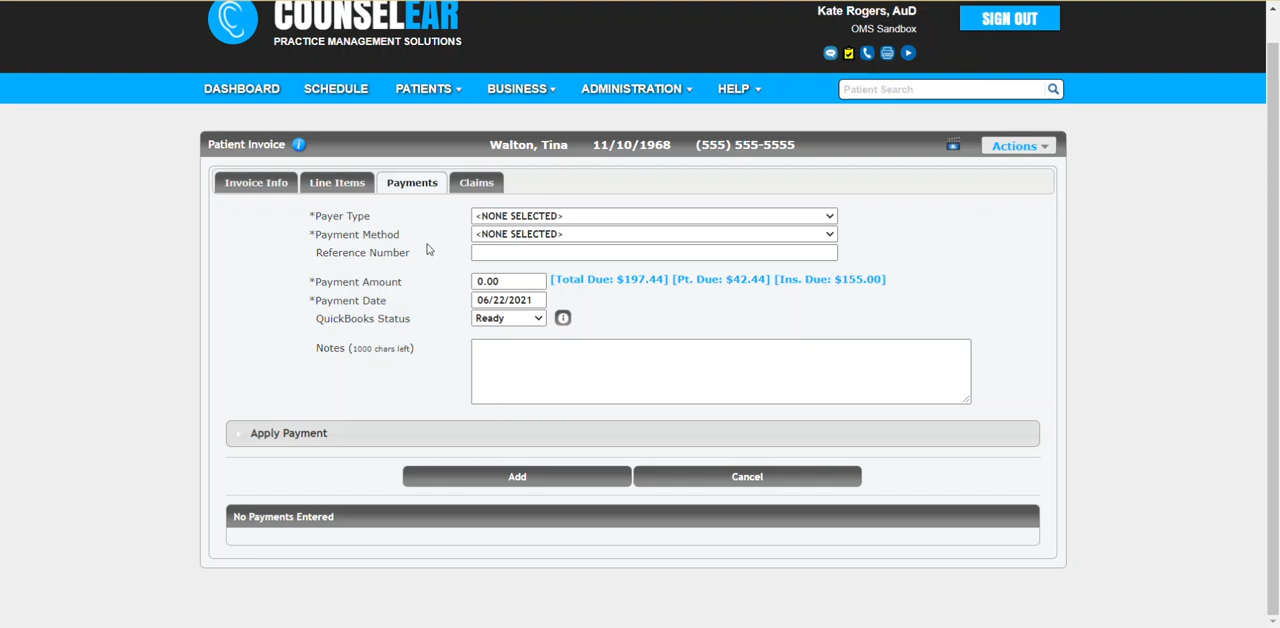 COUNSELEAR
PRACTICE MANAGEMENT SOLUTIONS
Kate Rogers, AuD
OMS Sandbox
SIGN OUT
DASHBOARD SCHEDULE PATIENTS BUSINESS ADMINISTRATION HELP Patient Search
Patient Invoice i Walton, Tina 11/10/1968 (555) 555-5555 Actions
Invoice Info Line Items Payments Claims
*Payer Type <NONE SELECTED>
*Payment Method <NONE SELECTED>
Reference Number
*Payment Amount 0.00 [Total Due: $197.44] [Pt. Due: $42.44] [Ins. Due: $155.00]
*Payment Date 06/22/2021
QuickBooks Status Ready i
Notes (1000 chars left)
Apply Payment
Add Cancel
No Payments Entered